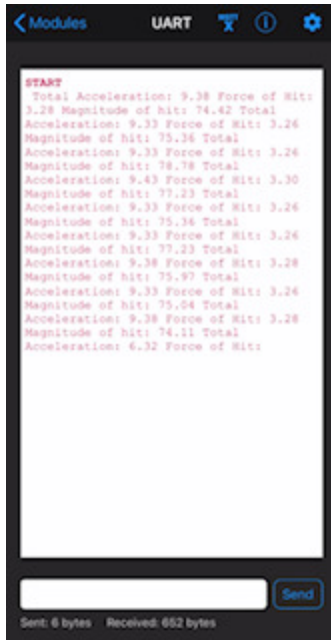 Modules
UART
START
Total Acceleration: 9.38 Force of Hit:
3.28 Magnitude of hit: 74.42 Total
Acceleration: 9.33 Force of Hit: 3.26
Magnitude of hit: 75.36 Total
Acceleration: 9.33 Force of Hit: 3.26
Magnitude of hit: 78.78 Total
Acceleration: 9.43 Force of Hit: 3.30
Magnitude of hit: 77.23 Total
Acceleration: 9.33 Force of Hit: 3.26
Magnitude of hit: 75.36 Total
Acceleration: 9.33 Force of Hit: 3.26
Magnitude of hit: 77.23 Total
Acceleration: 9.38 Force of Hit: 3.28
Magnitude of hit: 75.97 Total
Acceleration: 9.33 Force of Hit: 3.26
Magnitude of hit: 75.04 Total
Acceleration: 9.38 Force of Hit: 3.28
Magnitude of hit: 74.11 Total
Acceleration: 6.32 Force of Hit:
Send
Sent: 6 bytes Received: 652 bytes